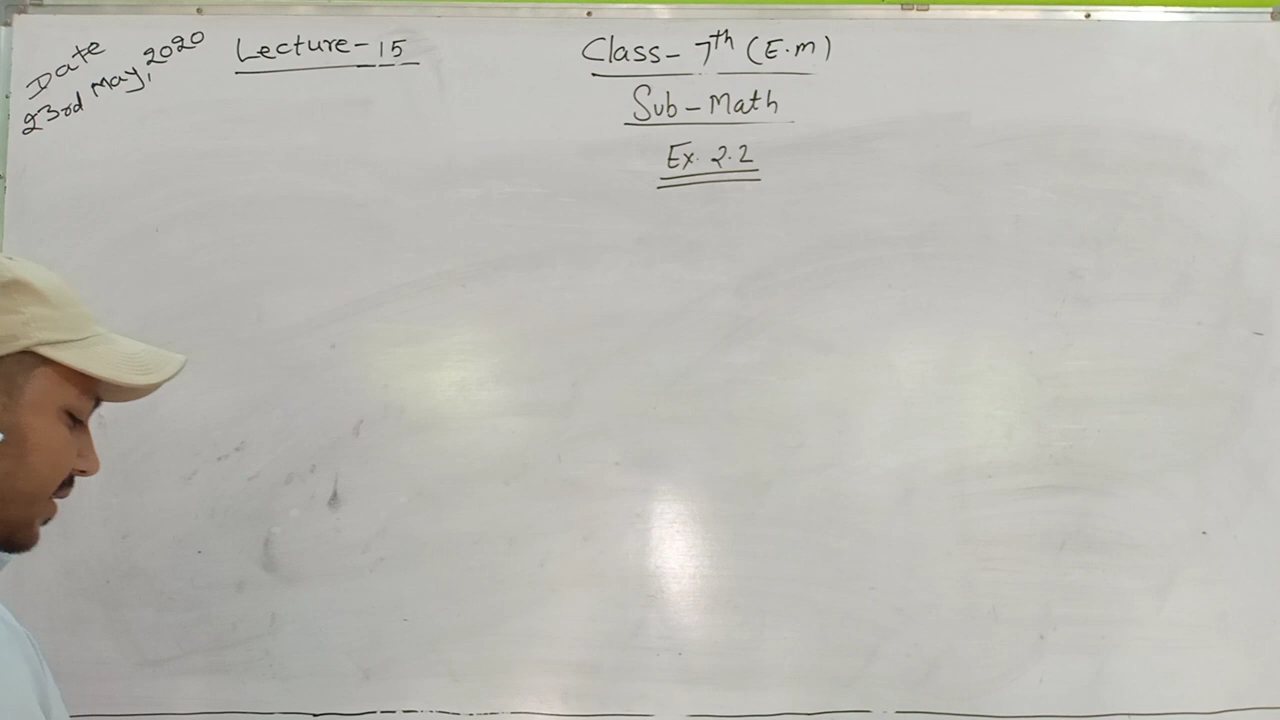 Date
23rd May, 2020
Lecture-15
Class- 7th (E.m)
Sub-Math
Ex. 2.2